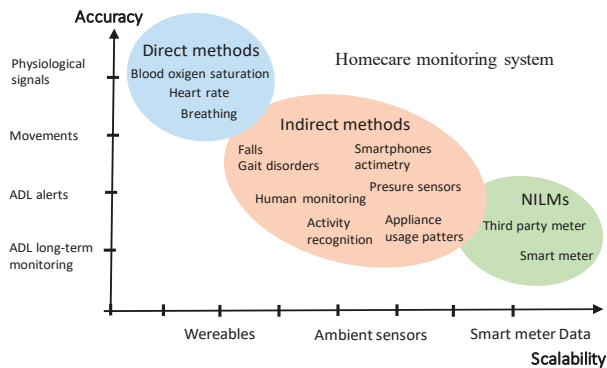 Accuracy
Direct methods
Homecare monitoring system
Physiological
signals
Blood oxigen saturation
Heart rate
Breathing
Indirect methods
Movements
Falls
Gait disorders
Smartphones
actimetry
Presure sensors
ADL alerts
Human monitoring
NILMs
Activity
recognition
Appliance
usage patters
Third party meter
Smart meter
ADL long-term
monitoring
Wereables
Ambient sensors
Smart meter Data
Scalability